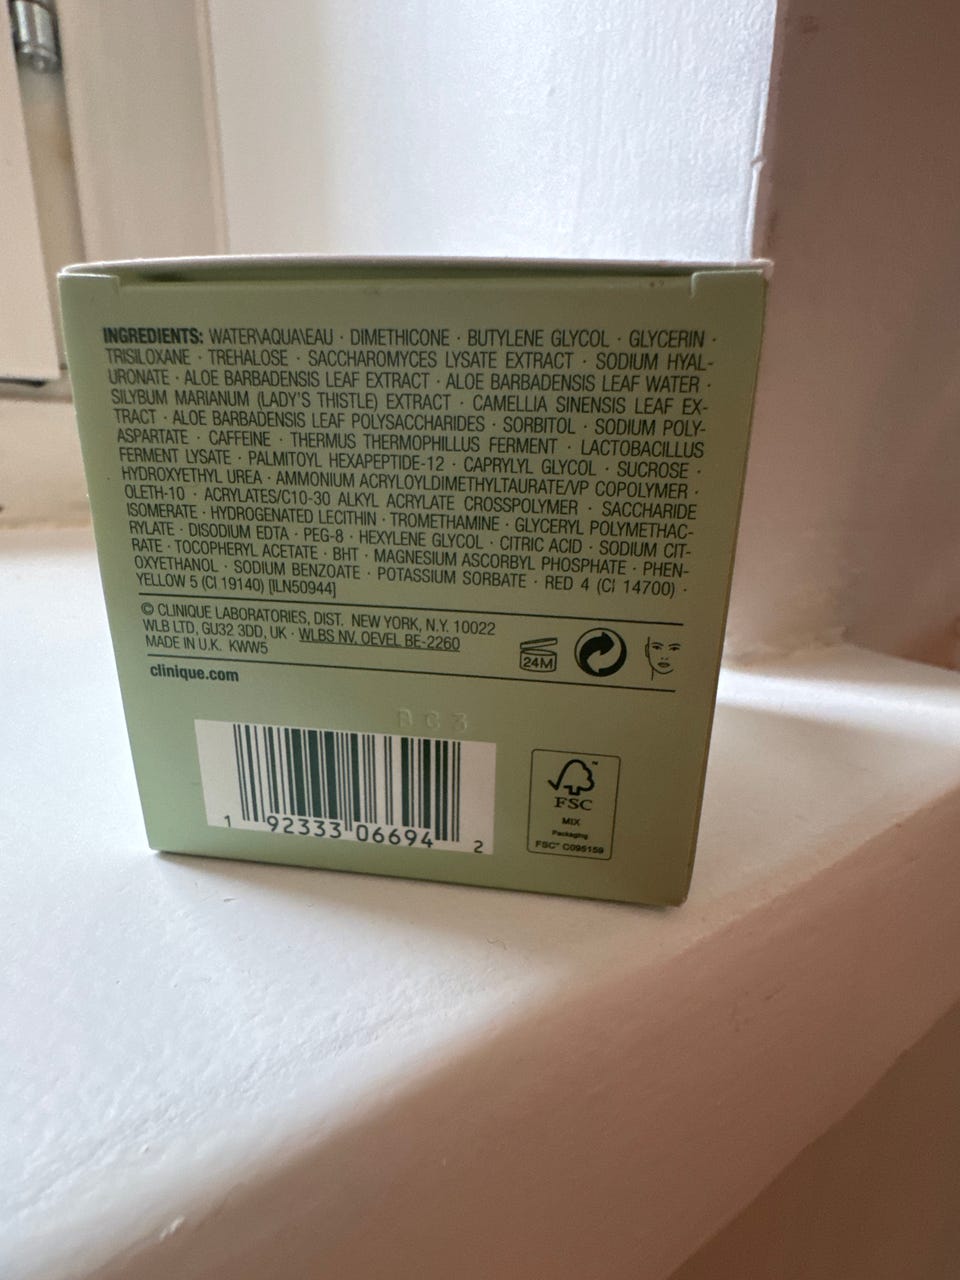 INGREDIENTS: WATER\AQUA\EAU · DIMETHICONE · BUTYLENE GLYCOL · GLYCERIN ·
TRISILOXANE · TREHALOSE · SACCHAROMYCES LYSATE EXTRACT · SODIUM HYAL-
URONATE · ALOE BARBADENSIS LEAF EXTRACT · ALOE BARBADENSIS LEAF WATER ·
SILYBUM MARIANUM (LADY'S THISTLE) EXTRACT · CAMELLIA SINENSIS LEAF EX-
TRACT · ALOE BARBADENSIS LEAF POLYSACCHARIDES · SORBITOL · SODIUM POLY-
ASPARTATE · CAFFEINE · THERMUS THERMOPHILLUS FERMENT · LACTOBACILLUS
FERMENT LYSATE · PALMITOYL HEXAPEPTIDE-12 · CAPRYLYL GLYCOL · SUCROSE ·
HYDROXYETHYL UREA · AMMONIUM ACRYLOYLDIMETHYLTAURATE/VP COPOLYMER ·
OLETH-10 · ACRYLATES/C10-30 ALKYL ACRYLATE CROSSPOLYMER · SACCHARIDE
ISOMERATE · HYDROGENATED LECITHIN · TROMETHAMINE · GLYCERYL POLYMETHAC-
RYLATE · DISODIUM EDTA · PEG-8 · HEXYLENE GLYCOL · CITRIC ACID · SODIUM CIT-
RATE · TOCOPHERYL ACETATE · BHT · MAGNESIUM ASCORBYL PHOSPHATE · PHEN-
OXYETHANOL · SODIUM BENZOATE · POTASSIUM SORBATE · RED 4 (CI 14700) ·
YELLOW 5 (CI 19140) [ILN50944]
© CLINIQUE LABORATORIES, DIST. NEW YORK, N.Y. 10022
WLB LTD, GU32 3DD, UK · WLBS NV. OEVEL BE-2260
MADE IN U.K. KWW5
24M
clinique.com
BG3
1 92333 06694 2
FSC™
MIX
Packaging
FSC™ C095159